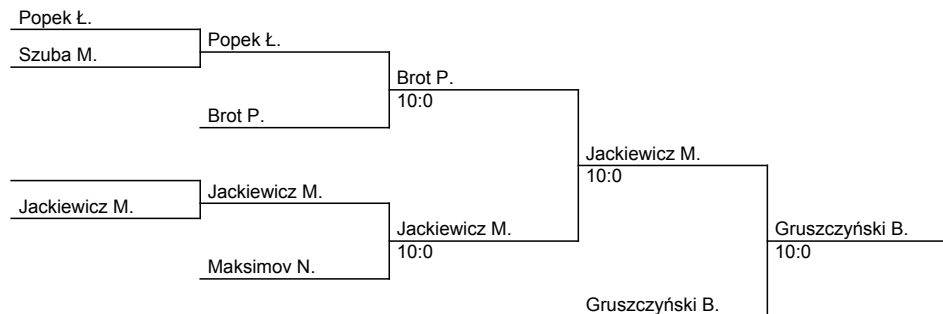 Popek Ł.
Szuba M.
Popek Ł.
Brot P.
Brot P.
10:0
Jackiewicz M.
Jackiewicz M.
Maksimov N.
Jackiewicz M.
10:0
Jackiewicz M.
10:0
Gruszczyński B.
Gruszczyński B.
10:0